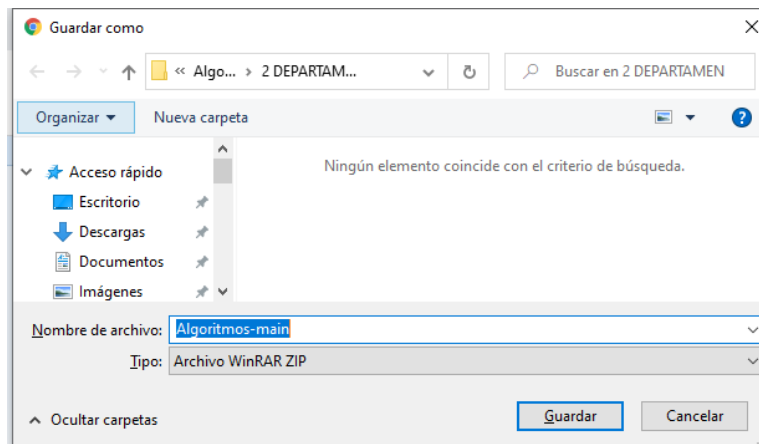 Guardar como
« Algo... > 2 DEPARTAM...
Buscar en 2 DEPARTAMEN
Organizar
Nueva carpeta
?
Acceso rápido
Ningún elemento coincide con el criterio de búsqueda.
Escritorio
Descargas
Documentos
Imágenes
Nombre de archivo: Algoritmos-main
Tipo: Archivo WinRAR ZIP
Ocultar carpetas
Guardar
Cancelar